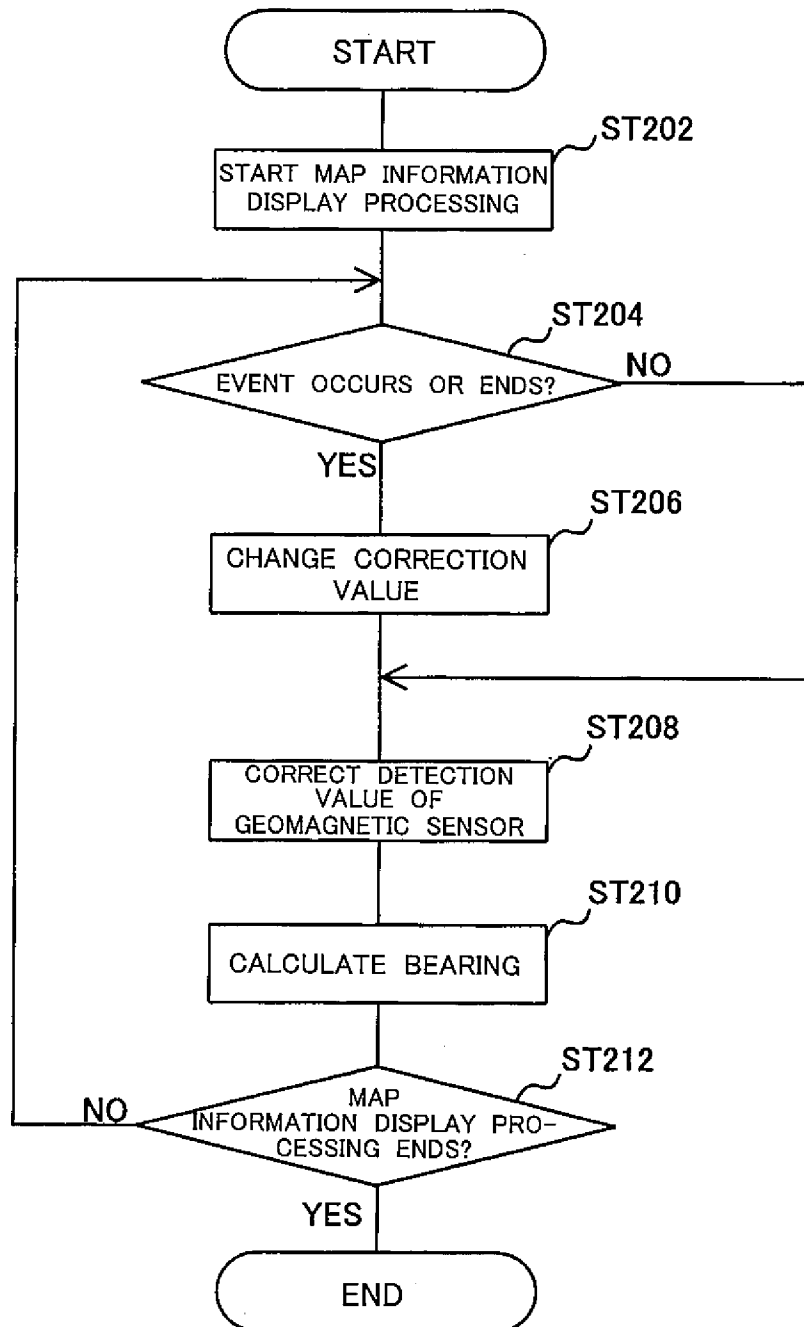 START
ST202
START MAP INFORMATION
DISPLAY PROCESSING
ST204
EVENT OCCURS OR ENDS?
NO
YES
ST206
CHANGE CORRECTION
VALUE
ST208
CORRECT DETECTION
VALUE OF
GEOMAGNETIC SENSOR
ST210
CALCULATE BEARING
ST212
MAP
INFORMATION DISPLAY PRO-
CESSING ENDS?
NO
YES
END